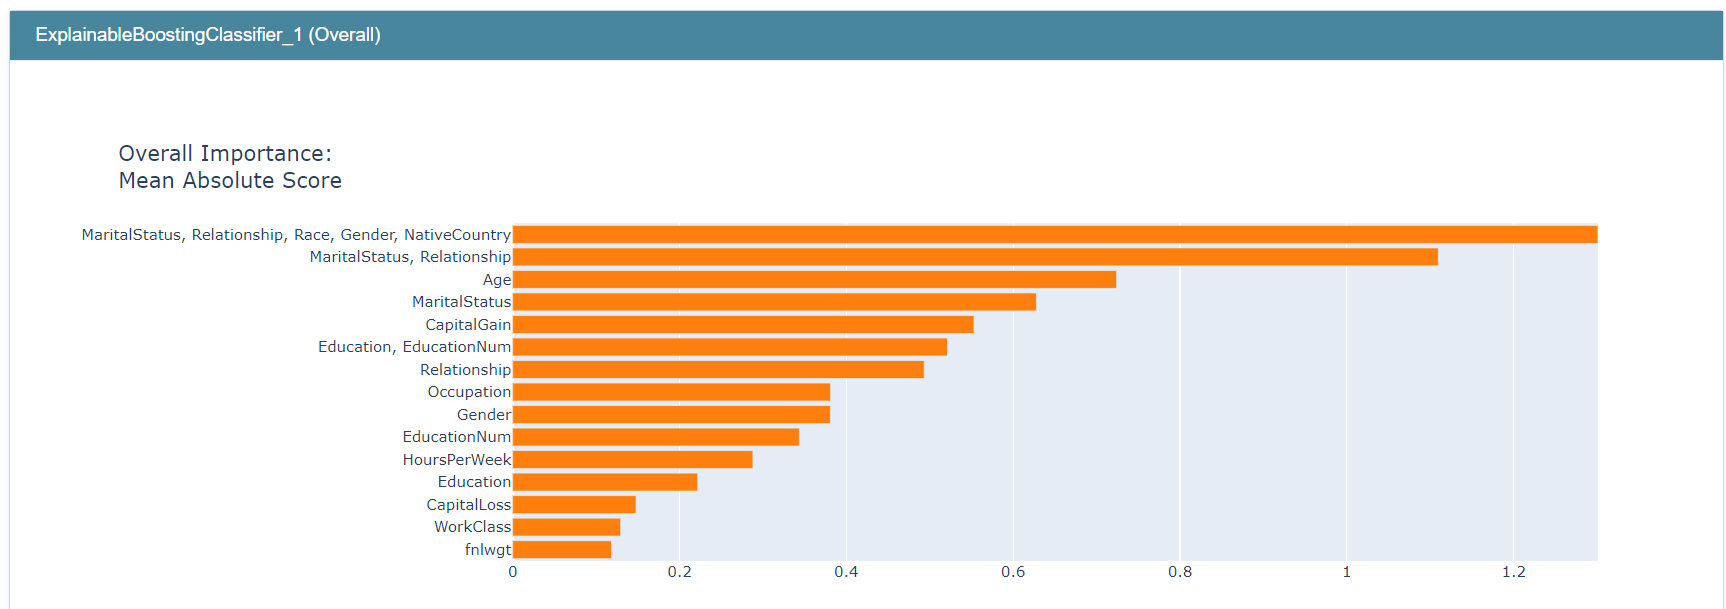 ExplainableBoostingClassifier_1 (Overall)
Overall Importance:
Mean Absolute Score
MaritalStatus, Relationship, Race, Gender, NativeCountry
MaritalStatus, Relationship
Age
MaritalStatus
CapitalGain
Education, EducationNum
Relationship
Occupation
Gender
EducationNum
HoursPerWeek
Education
CapitalLoss
WorkClass
fnlwgt
0 0.2 0.4 0.6 0.8 1 1.2